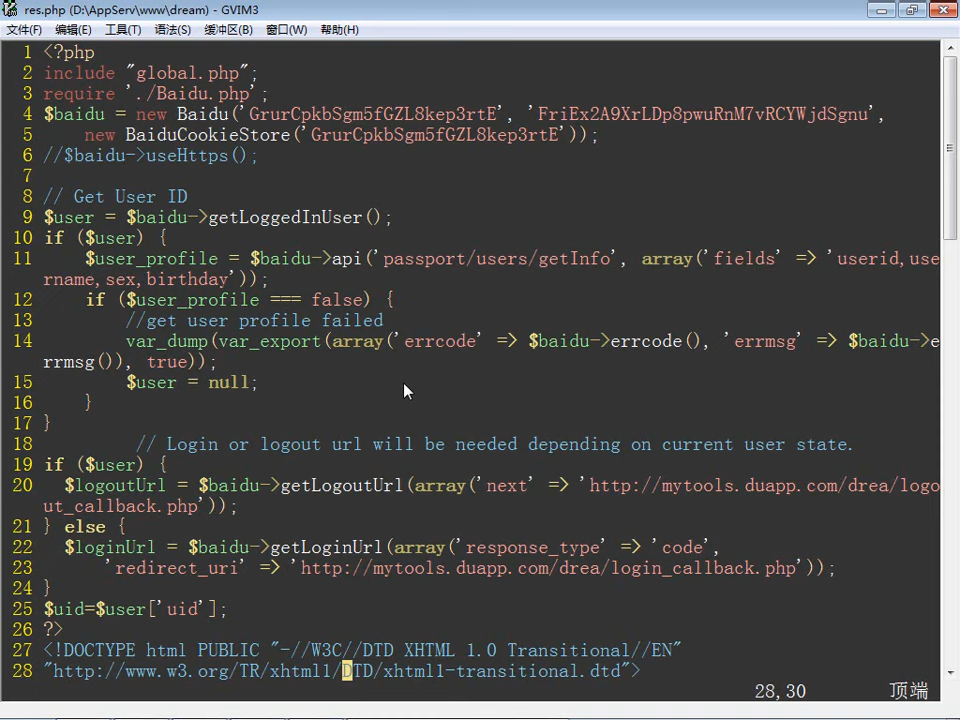 res.php (D:\AppServ\www\dream) - GVIM3
文件(F) 编辑(E) 工具(T) 语法(S) 缓冲区(B) 窗口(W) 帮助(H)
1 <?php
2 include "global.php";
3 require './Baidu.php';
4 $baidu = new Baidu('GrurCpkbSgm5fGZL8kep3rtE', 'FriEx2A9XrLDp8pwuRnM7vRCYWjdSgnu',
5     new BaiduCookieStore('GrurCpkbSgm5fGZL8kep3rtE'));
6 //$baidu->useHttps();
7
8 // Get User ID
9 $user = $baidu->getLoggedInUser();
10 if ($user) {
11     $user_profile = $baidu->api('passport/users/getInfo', array('fields' => 'userid,use
rname,sex,birthday'));
12     if ($user_profile === false) {
13         //get user profile failed
14         var_dump(var_export(array('errcode' => $baidu->errcode(), 'errmsg' => $baidu->e
rrmsg()), true));
15         $user = null;
16     }
17 }
18          // Login or logout url will be needed depending on current user state.
19 if ($user) {
20   $logoutUrl = $baidu->getLogoutUrl(array('next' => 'http://mytools.duapp.com/drea/logo
ut_callback.php'));
21 } else {
22   $loginUrl = $baidu->getLoginUrl(array('response_type' => 'code',
23       'redirect_uri' => 'http://mytools.duapp.com/drea/login_callback.php'));
24 }
25 $uid=$user['uid'];
26 ?>
27 <!DOCTYPE html PUBLIC "-//W3C//DTD XHTML 1.0 Transitional//EN"
28 "http://www.w3.org/TR/xhtml1/DTD/xhtml1-transitional.dtd">
28,30 顶端